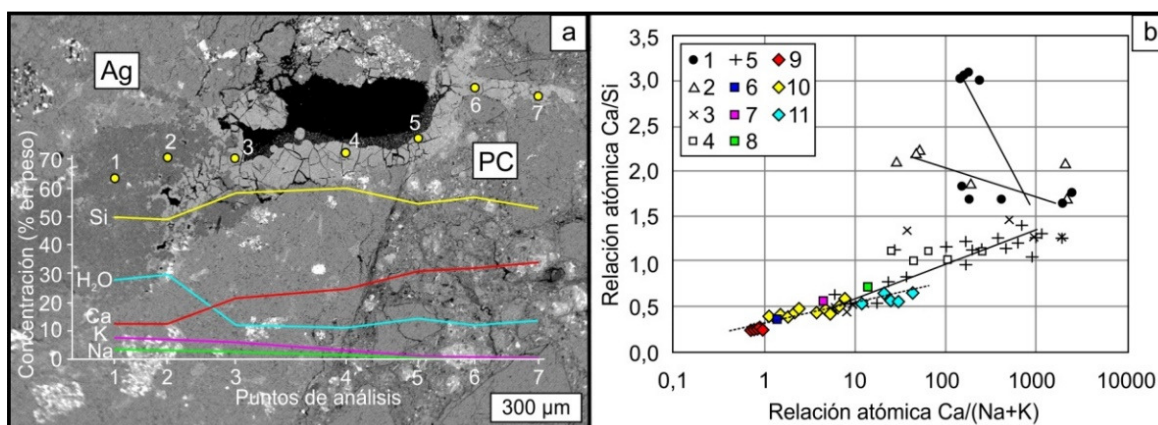 a
Ag
PC
1
2
3
4
5
6
7
Concentración (% en peso)
70
60
50
40
30
20
10
0
Si
H₂O
Ca
K
Na
1 2 3 4 5 6 7
Puntos de análisis
300 µm
b
Relación atómica Ca/Si
3,5
3,0
2,5
2,0
1,5
1,0
0,5
0,0
1 5 9
2 6 10
3 7 11
4 8
0,1 1 10 100 1000 10000
Relación atómica Ca/(Na+K)